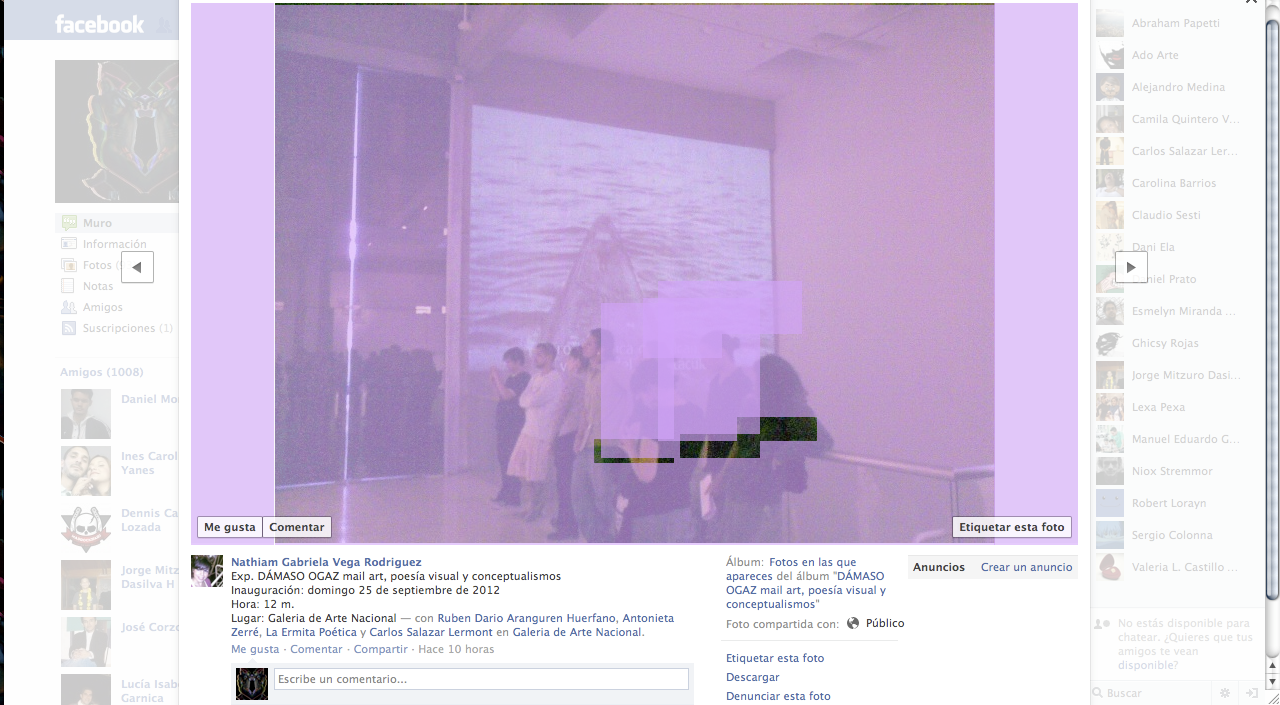 facebook
Muro
Información
Fotos
Notas
Amigos
Suscripciones (1)
Amigos (1008)
Daniel Mo
Ines Carol
Yanes
Dennis Ca
Lozada
Jorge Mitz
Dasilva H
José Corzo
Lucía Isab
Garnica
Me gusta
Comentar
Etiquetar esta foto
Nathiam Gabriela Vega Rodriguez
Exp. DÁMASO OGAZ mail art, poesía visual y conceptualismos
Inauguración: domingo 25 de septiembre de 2012
Hora: 12 m.
Lugar: Galeria de Arte Nacional — con Ruben Dario Aranguren Huerfano, Antonieta
Zerré, La Ermita Poética y Carlos Salazar Lermont en Galeria de Arte Nacional.
Me gusta · Comentar · Compartir · Hace 10 horas
Escribe un comentario...
Álbum: Fotos en las que
apareces del álbum "DÁMASO
OGAZ mail art, poesía visual y
conceptualismos"
Foto compartida con: Público
Etiquetar esta foto
Descargar
Denunciar esta foto
Anuncios Crear un anuncio
Abraham Papetti
Ado Arte
Alejandro Medina
Camila Quintero V...
Carlos Salazar Ler...
Carolina Barrios
Claudio Sesti
Dani Ela
Daniel Prato
Esmelyn Miranda ...
Ghicsy Rojas
Jorge Mitzuro Dasi...
Lexa Pexa
Manuel Eduardo G...
Niox Stremmor
Robert Lorayn
Sergio Colonna
Valeria L. Castillo ...
No estás disponible para
chatear. ¿Quieres que tus
amigos te vean
disponible?
Buscar